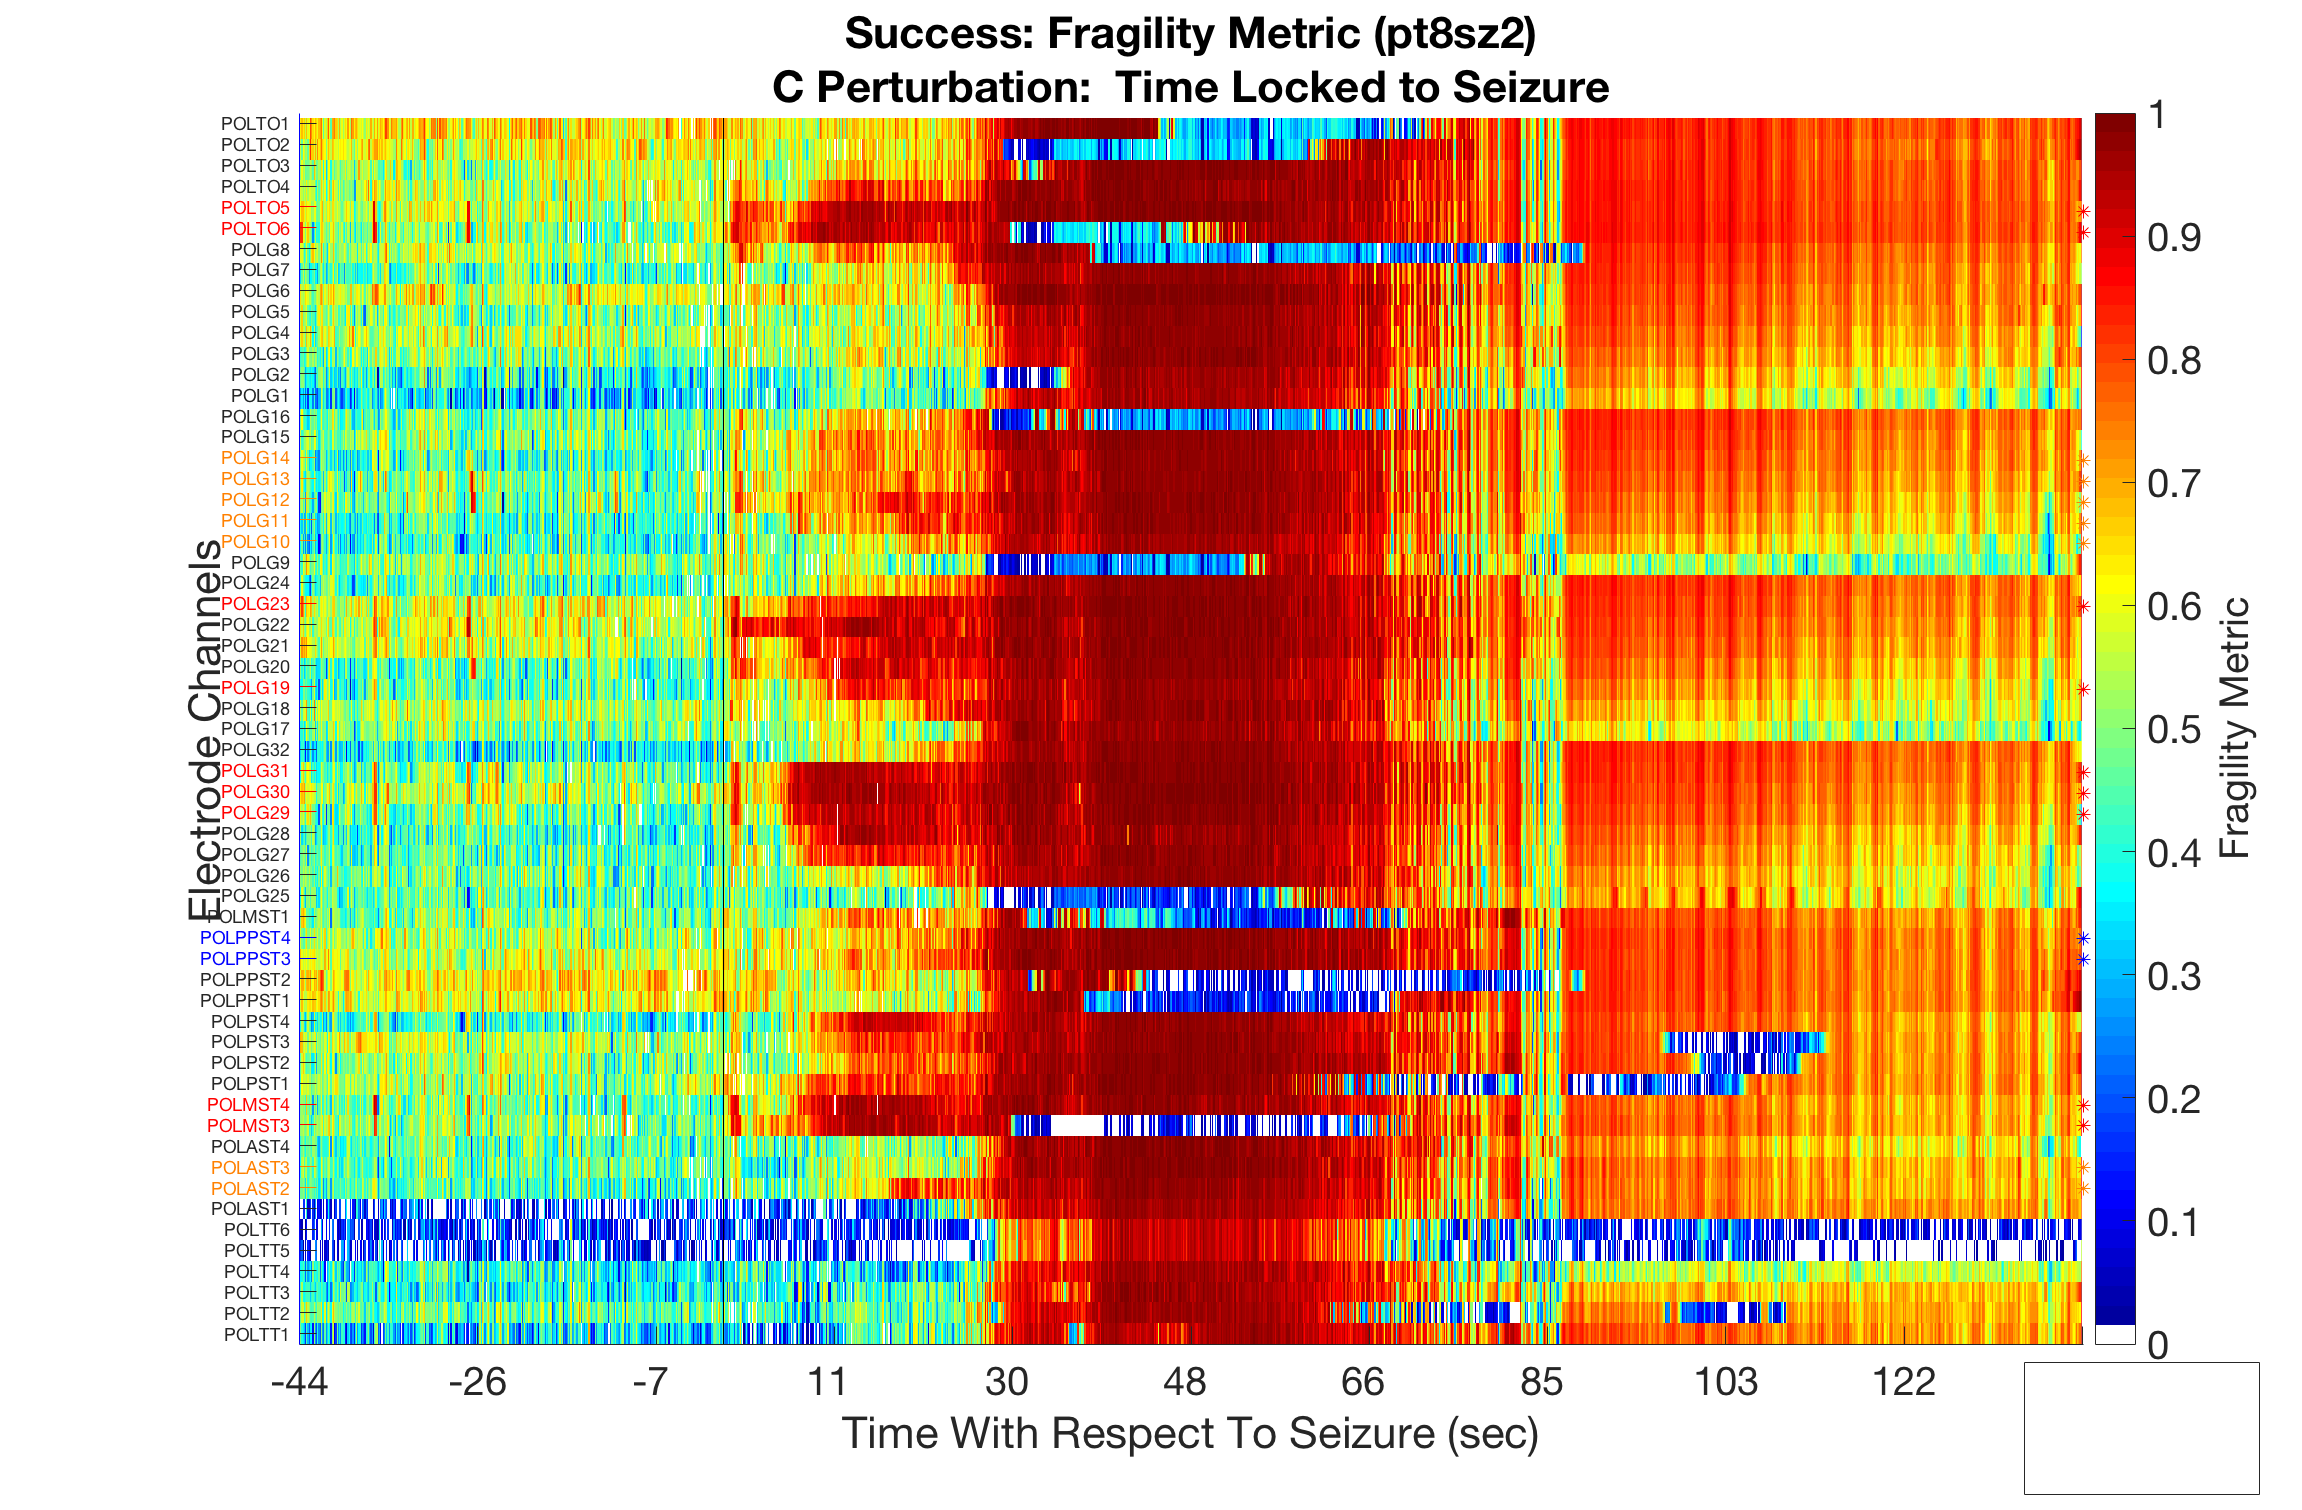 Success: Fragility Metric (pt8sz2)
C Perturbation:  Time Locked to Seizure
Electrode Channels
POLTO1
POLTO2
POLTO3
POLTO4
POLTO5
POLTO6
POLG8
POLG7
POLG6
POLG5
POLG4
POLG3
POLG2
POLG1
POLG16
POLG15
POLG14
POLG13
POLG12
POLG11
POLG10
POLG9
POLG24
POLG23
POLG22
POLG21
POLG20
POLG19
POLG18
POLG17
POLG32
POLG31
POLG30
POLG29
POLG28
POLG27
POLG26
POLG25
POLMST1
POLPPST4
POLPPST3
POLPPST2
POLPPST1
POLPST4
POLPST3
POLPST2
POLPST1
POLMST4
POLMST3
POLAST4
POLAST3
POLAST2
POLAST1
POLTT6
POLTT5
POLTT4
POLTT3
POLTT2
POLTT1
-44 -26 -7 11 30 48 66 85 103 122
Time With Respect To Seizure (sec)
1
0.9
0.8
0.7
0.6
0.5
0.4
0.3
0.2
0.1
0
Fragility Metric